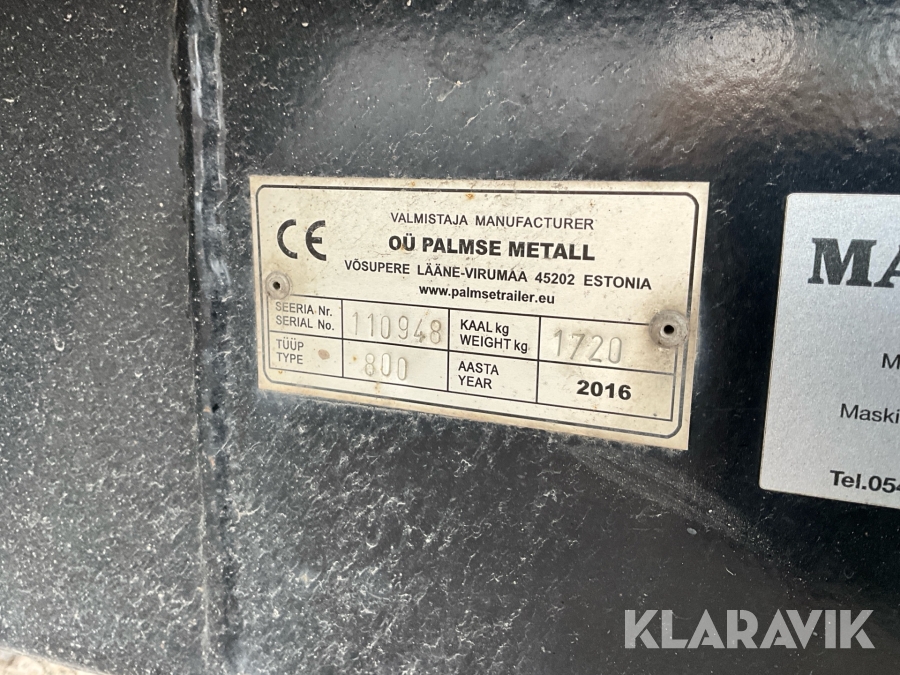 VALMISTAJA MANUFACTURER
CE
OÜ PALMSE METALL
VÕSUPERE LÄÄNE-VIRUMAA 45202 ESTONIA
www.palmsetrailer.eu
SEERIA Nr.
SERIAL No.
110948
KAAL kg
WEIGHT kg
1720
TÜÜP
TYPE
800
AASTA
YEAR
2016
MA
M
Maski
Tel.054
KLARAVIK